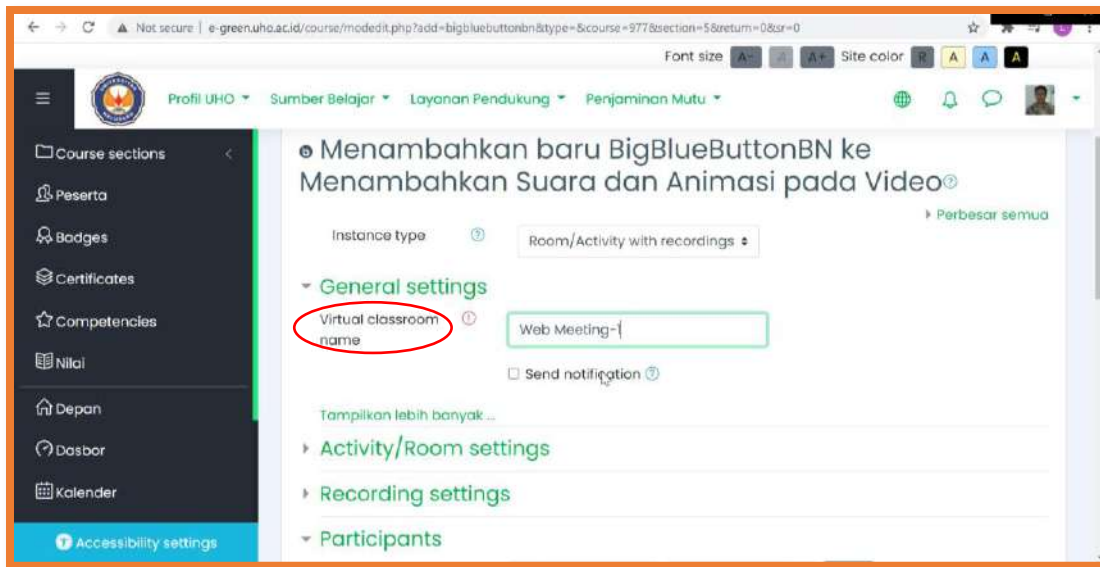 Not secure | e-green.uho.ac.id/course/modedit.php?add=bigbluebuttonbn&type=&course=977&section=5&return=0&sr=0
Font size A- A A+ Site color R A A A
Profil UHO Sumber Belajar Layanan Pendukung Penjaminan Mutu
Course sections
Peserta
Badges
Certificates
Competencies
Nilai
Depan
Dasbor
Kalender
Accessibility settings
Menambahkan baru BigBlueButtonBN ke
Menambahkan Suara dan Animasi pada Video
Perbesar semua
Instance type Room/Activity with recordings
General settings
Virtual classroom
name
Web Meeting-1
Send notification
Tampilkan lebih banyak ...
Activity/Room settings
Recording settings
Participants